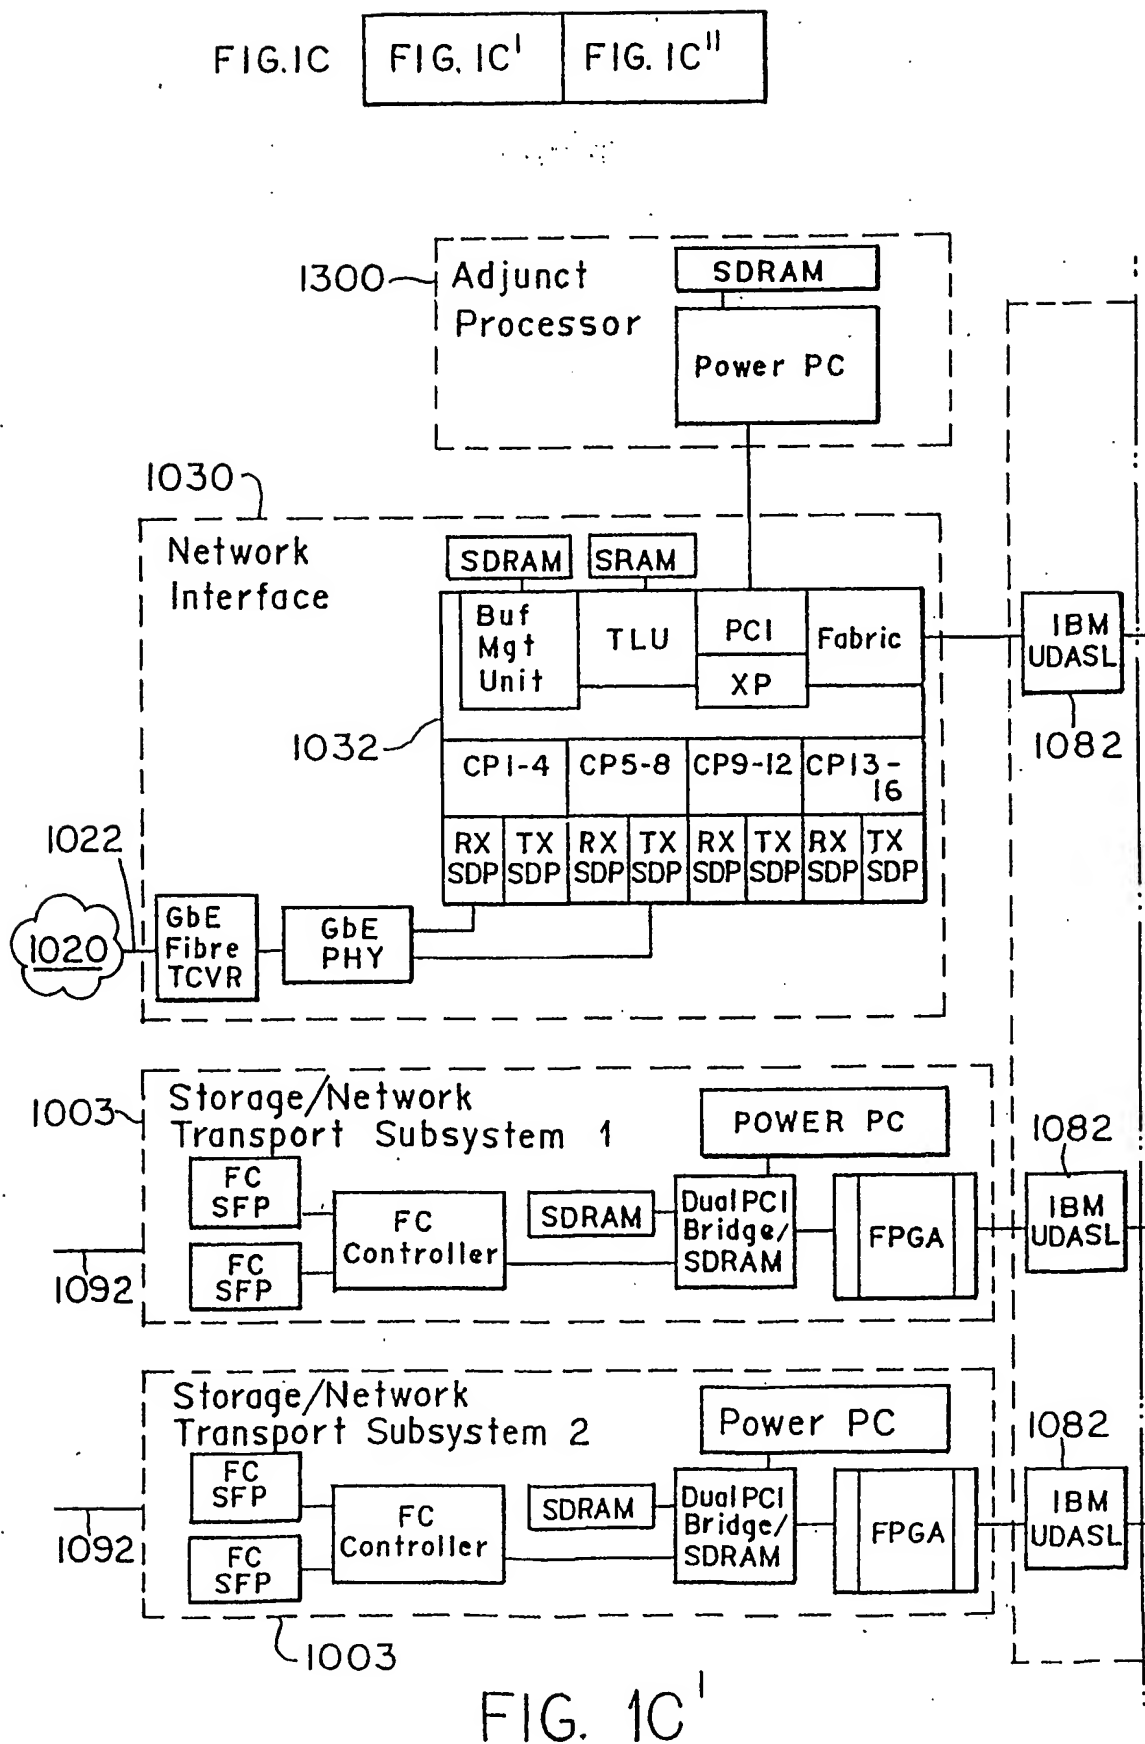 FIG.1C
FIG. 1C'
FIG. 1C''
1300
Adjunct
Processor
SDRAM
Power PC
1030
Network
Interface
SDRAM
SRAM
Buf
Mgt
Unit
TLU
PCI
XP
Fabric
IBM
UDASL
1082
1032
CP1-4
CP5-8
CP9-12
CP13-
16
RX
SDP
TX
SDP
RX
SDP
TX
SDP
RX
SDP
TX
SDP
RX
SDP
TX
SDP
1022
1020
GbE
Fibre
TCVR
GbE
PHY
1003
Storage/Network
Transport Subsystem 1
POWER PC
1082
FC
SFP
FC
SFP
FC
Controller
SDRAM
Dual PCI
Bridge/
SDRAM
FPGA
IBM
UDASL
1092
Storage/Network
Transport Subsystem 2
Power PC
1082
FC
SFP
FC
SFP
FC
Controller
SDRAM
Dual PCI
Bridge/
SDRAM
FPGA
IBM
UDASL
1092
1003
FIG. 1C'